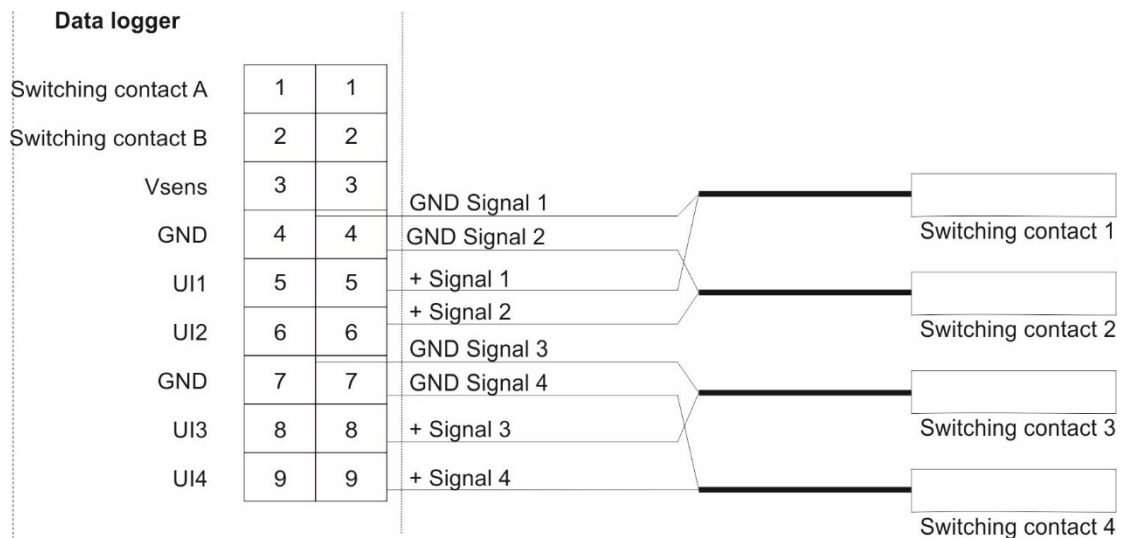 Data logger
Switching contact A 1 1
Switching contact B 2 2
Vsens 3 3
GND Signal 1
GND 4 4 GND Signal 2
Switching contact 1
UI1 5 5 + Signal 1
+ Signal 2
UI2 6 6
Switching contact 2
GND Signal 3
GND 7 7 GND Signal 4
UI3 8 8 + Signal 3
Switching contact 3
UI4 9 9 + Signal 4
Switching contact 4